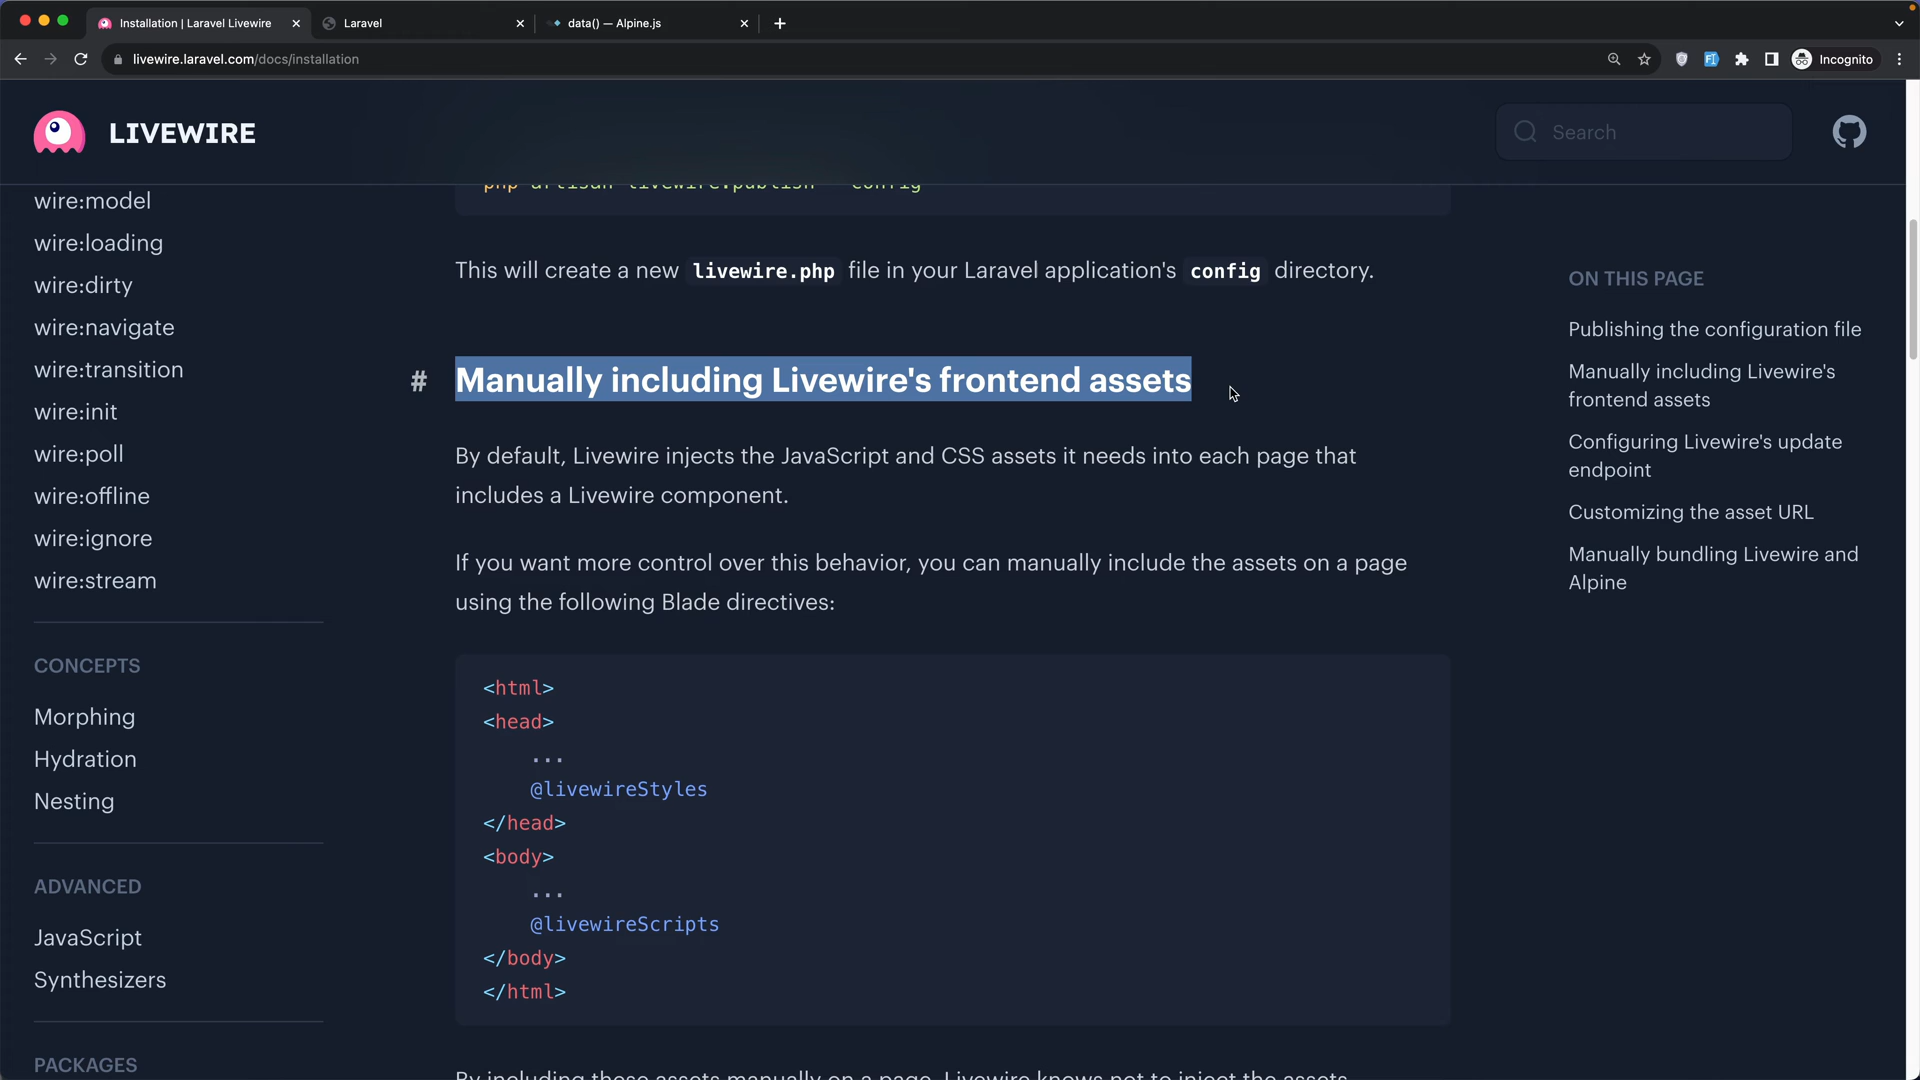 Installation | Laravel Livewire
Laravel
data() — Alpine.js
livewire.laravel.com/docs/installation
Incognito
LIVEWIRE
Search
wire:model
wire:loading
wire:dirty
wire:navigate
wire:transition
wire:init
wire:poll
wire:offline
wire:ignore
wire:stream
CONCEPTS
Morphing
Hydration
Nesting
ADVANCED
JavaScript
Synthesizers
PACKAGES
php artisan livewire:publish --config
This will create a new livewire.php file in your Laravel application's config directory.
# Manually including Livewire's frontend assets
By default, Livewire injects the JavaScript and CSS assets it needs into each page that
includes a Livewire component.
If you want more control over this behavior, you can manually include the assets on a page
using the following Blade directives:
<html>
<head>
...
@livewireStyles
</head>
<body>
...
@livewireScripts
</body>
</html>
By including these assets manually on a page, Livewire knows not to inject the assets
ON THIS PAGE
Publishing the configuration file
Manually including Livewire's
frontend assets
Configuring Livewire's update
endpoint
Customizing the asset URL
Manually bundling Livewire and
Alpine